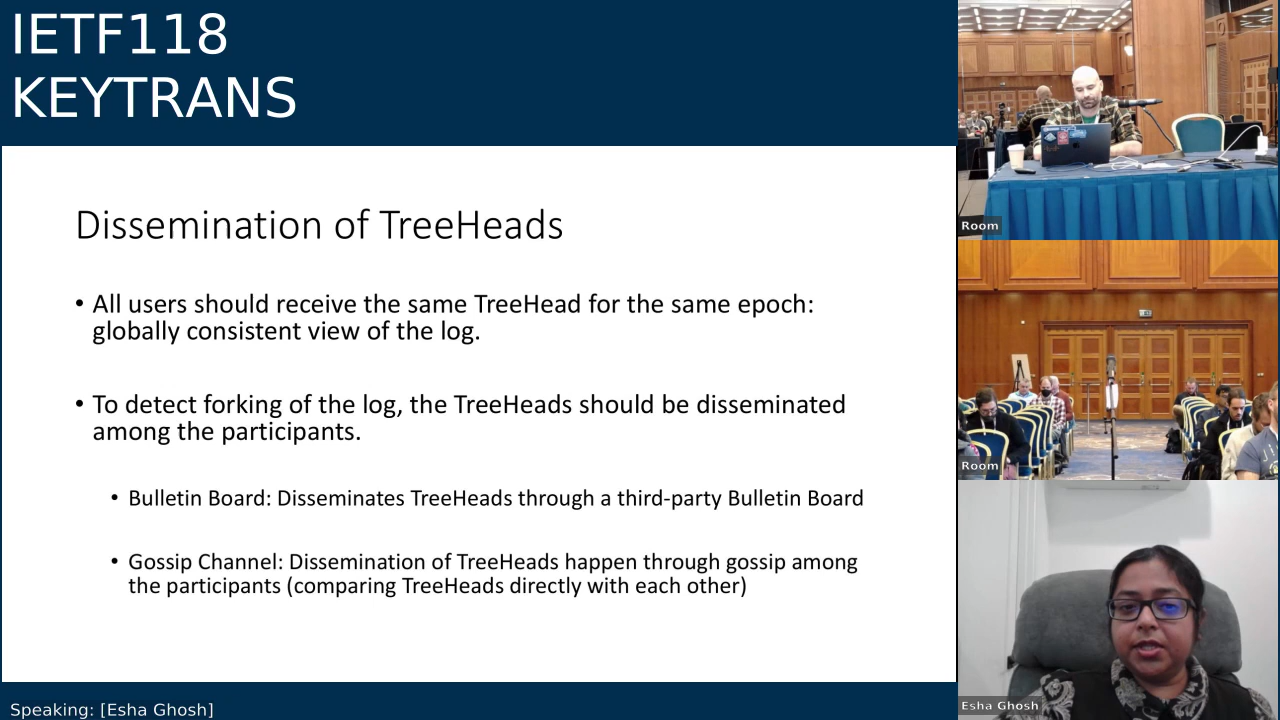 IETF118
KEYTRANS
Dissemination of TreeHeads
• All users should receive the same TreeHead for the same epoch:
globally consistent view of the log.
• To detect forking of the log, the TreeHeads should be disseminated
among the participants.
• Bulletin Board: Disseminates TreeHeads through a third-party Bulletin Board
• Gossip Channel: Dissemination of TreeHeads happen through gossip among
the participants (comparing TreeHeads directly with each other)
Speaking: [Esha Ghosh]
Room
Room
Esha Ghosh